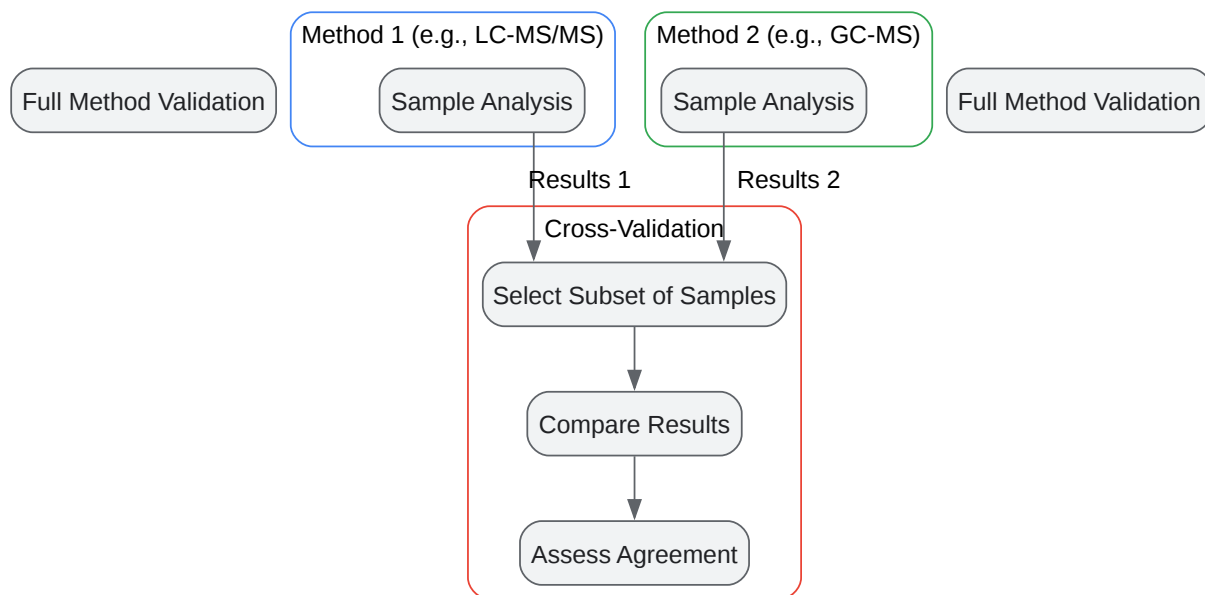 Method 1 (e.g., LC-MS/MS)
Method 2 (e.g., GC-MS)
Full Method Validation
Sample Analysis
Sample Analysis
Full Method Validation
Results 1
Results 2
Cross-Validation
Select Subset of Samples
Compare Results
Assess Agreement